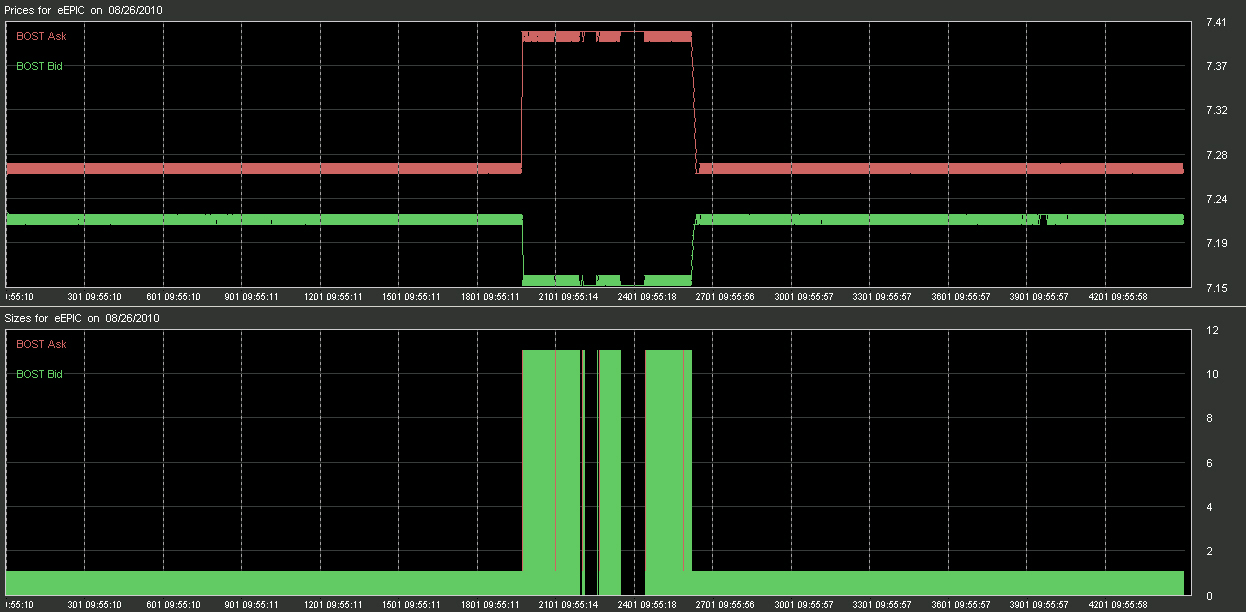 Prices for eEPIC on 08/26/2010
BOST Ask
BOST Bid
7.41
7.37
7.32
7.28
7.24
7.19
7.15
:55:10 301 09:55:10 601 09:55:10 901 09:55:11 1201 09:55:11 1501 09:55:11 1801 09:55:11 2101 09:55:14 2401 09:55:18 2701 09:55:56 3001 09:55:57 3301 09:55:57 3601 09:55:57 3901 09:55:57 4201 09:55:58
Sizes for eEPIC on 08/26/2010
BOST Ask
BOST Bid
12
10
8
6
4
2
0
:55:10 301 09:55:10 601 09:55:10 901 09:55:11 1201 09:55:11 1501 09:55:11 1801 09:55:11 2101 09:55:14 2401 09:55:18 2701 09:55:56 3001 09:55:57 3301 09:55:57 3601 09:55:57 3901 09:55:57 4201 09:55:58